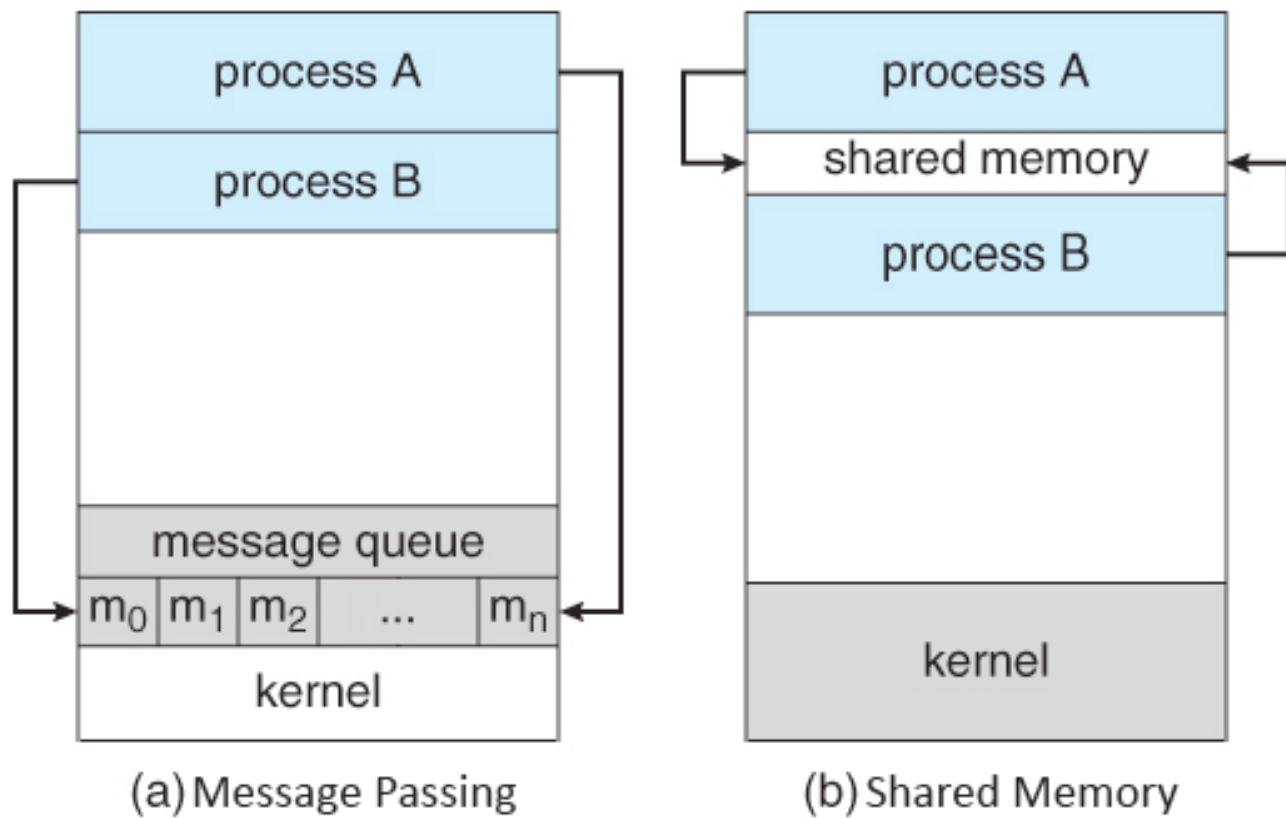 process A
process B
message queue
m0 m1 m2 ... mn
kernel
(a) Message Passing
process A
shared memory
process B
kernel
(b) Shared Memory